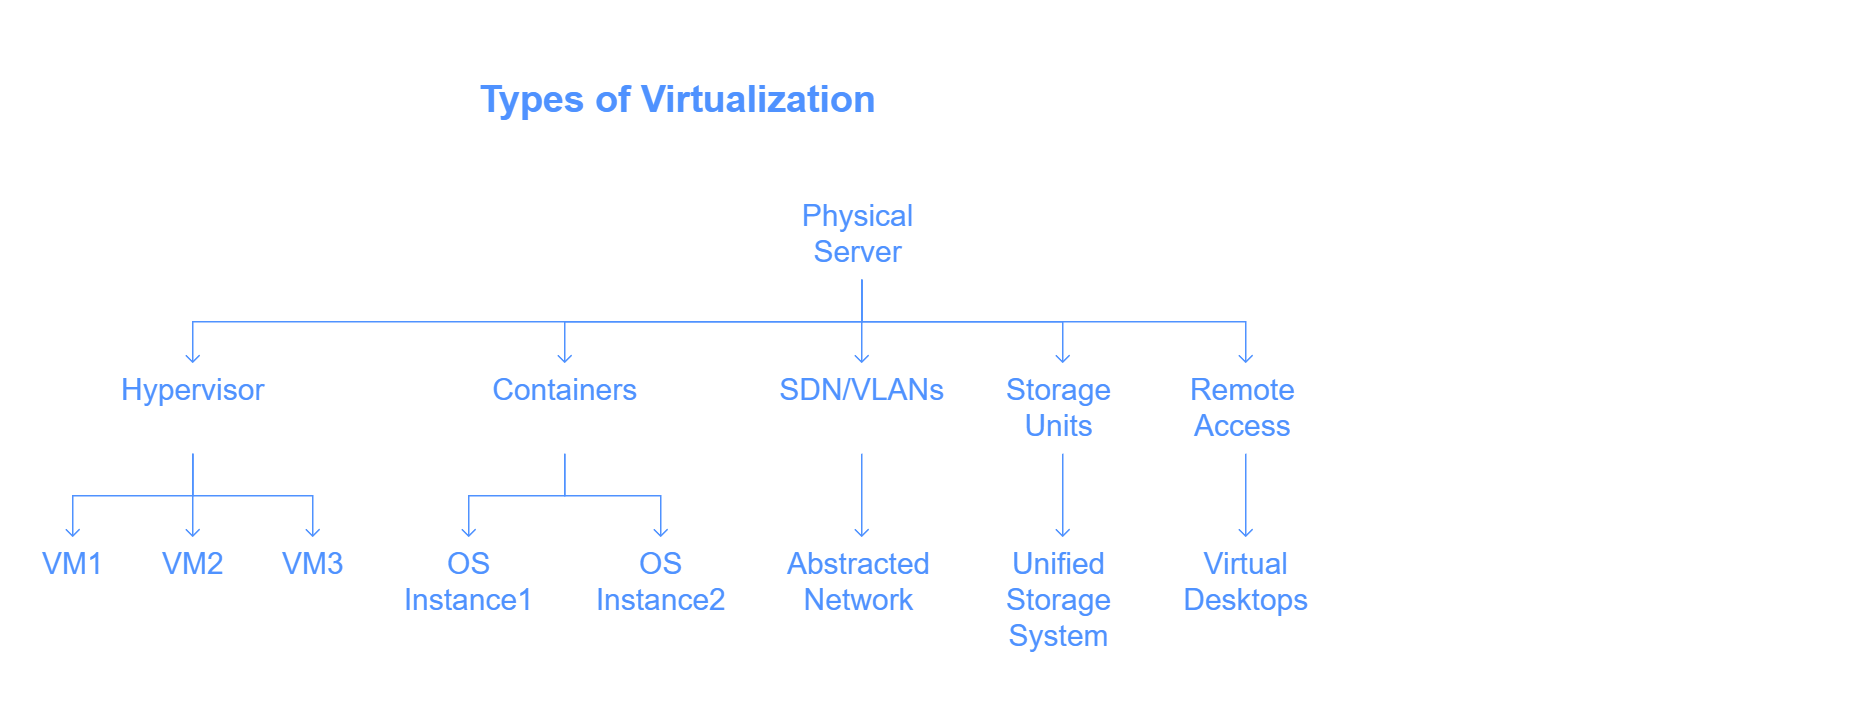 Types of Virtualization
Physical
Server
Hypervisor
Containers
SDN/VLANs
Storage
Units
Remote
Access
VM1
VM2
VM3
OS
Instance1
OS
Instance2
Abstracted
Network
Unified
Storage
System
Virtual
Desktops